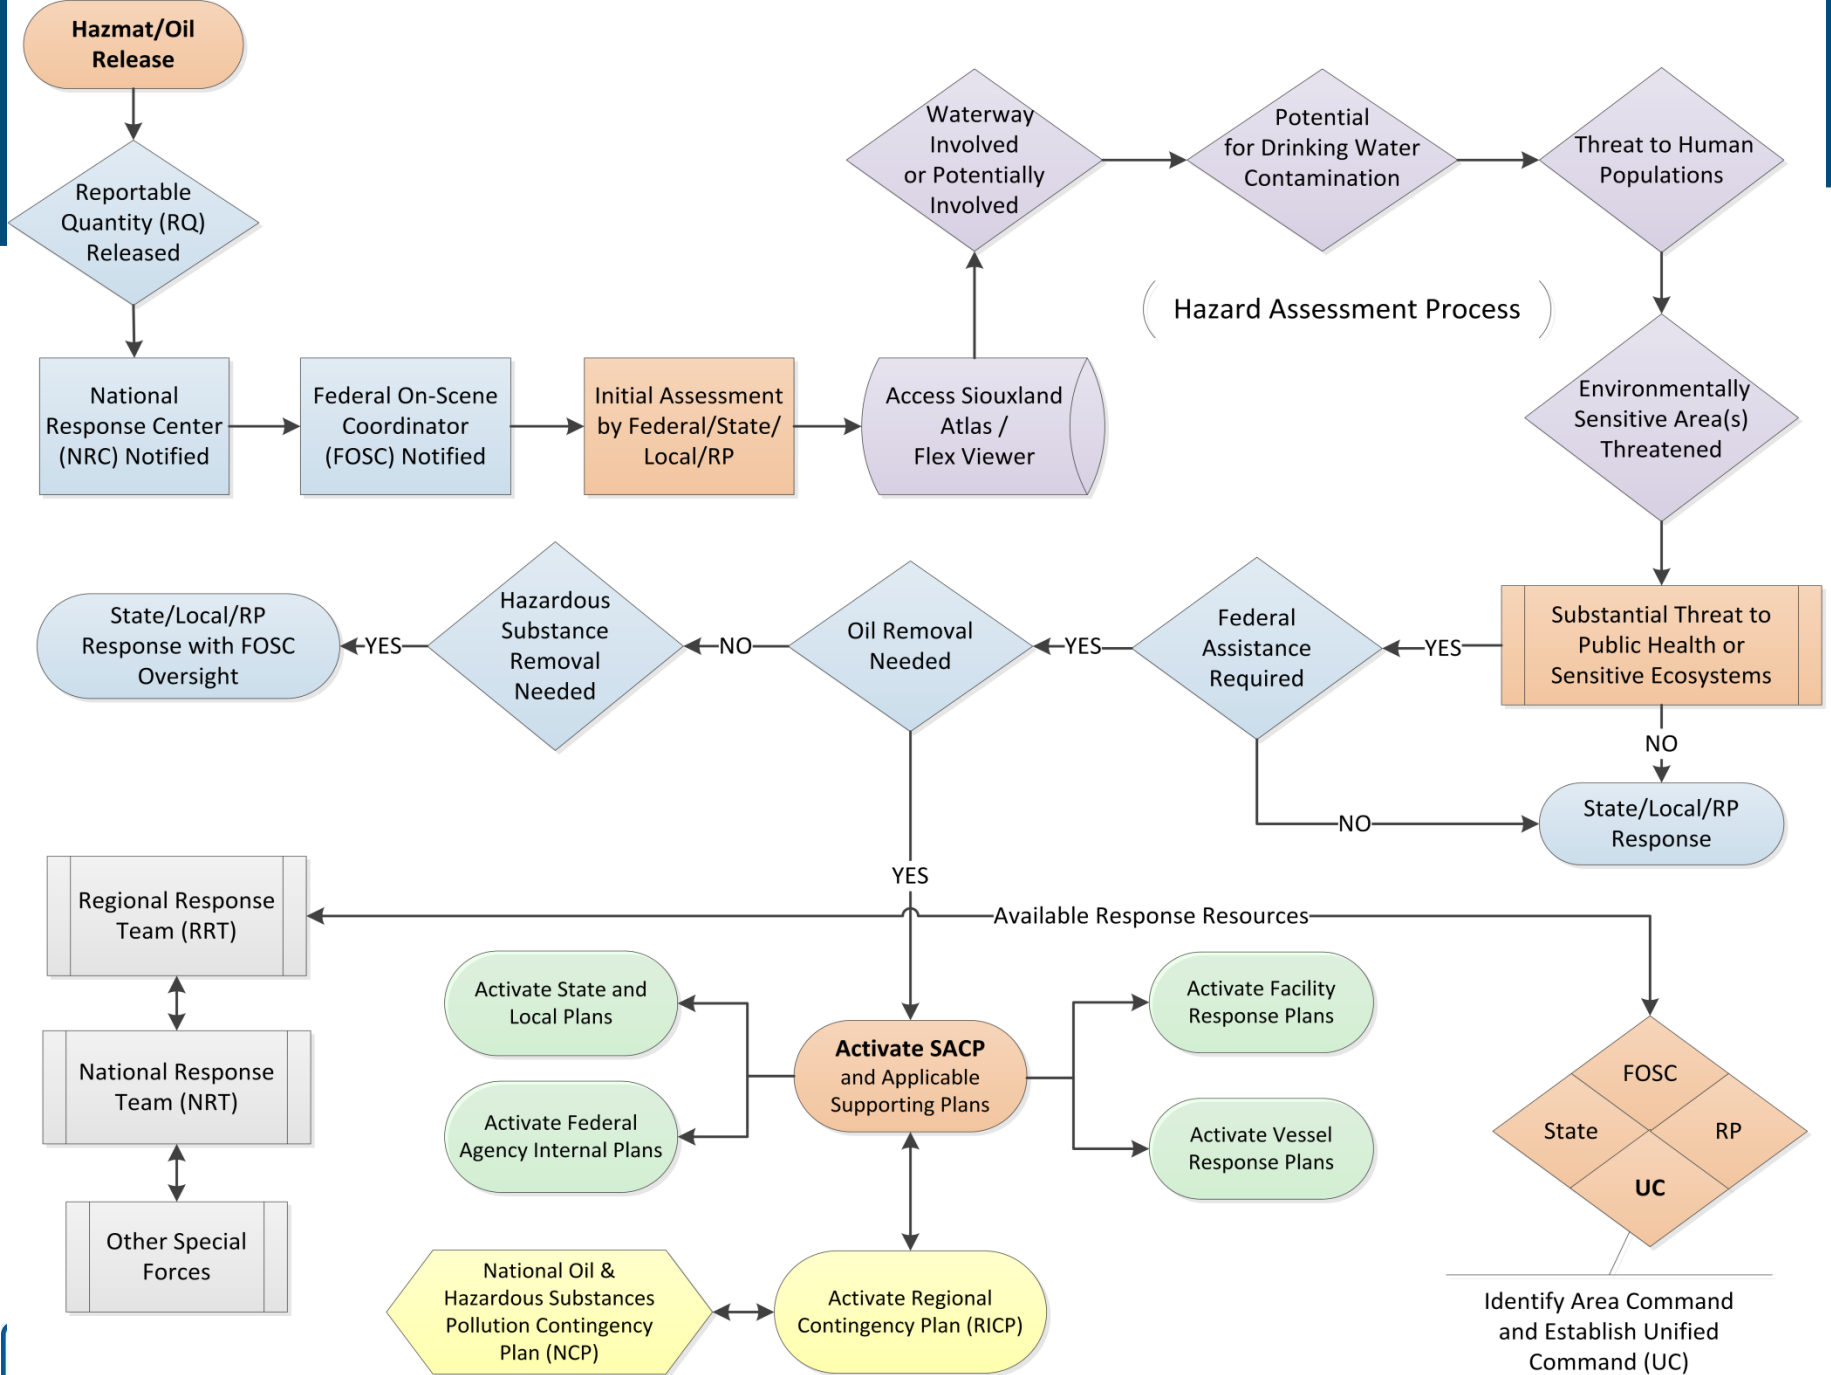 Hazmat/Oil
Release
Reportable
Quantity (RQ)
Released
National
Response Center
(NRC) Notified
Federal On-Scene
Coordinator
(FOSC) Notified
Initial Assessment
by Federal/State/
Local/RP
Access Siouxland
Atlas /
Flex Viewer
Waterway
Involved
or Potentially
Involved
Potential
for Drinking Water
Contamination
Threat to Human
Populations
Hazard Assessment Process
Environmentally
Sensitive Area(s)
Threatened
Substantial Threat to
Public Health or
Sensitive Ecosystems
YES
NO
State/Local/RP
Response
Federal
Assistance
Required
YES
NO
Oil Removal
Needed
NO
YES
Hazardous
Substance
Removal
Needed
YES
State/Local/RP
Response with FOSC
Oversight
Available Response Resources
Regional Response
Team (RRT)
National Response
Team (NRT)
Other Special
Forces
Activate State and
Local Plans
Activate Federal
Agency Internal Plans
Activate SACP
and Applicable
Supporting Plans
Activate Facility
Response Plans
Activate Vessel
Response Plans
National Oil &
Hazardous Substances
Pollution Contingency
Plan (NCP)
Activate Regional
Contingency Plan (RICP)
FOSC
State
RP
UC
Identify Area Command
and Establish Unified
Command (UC)